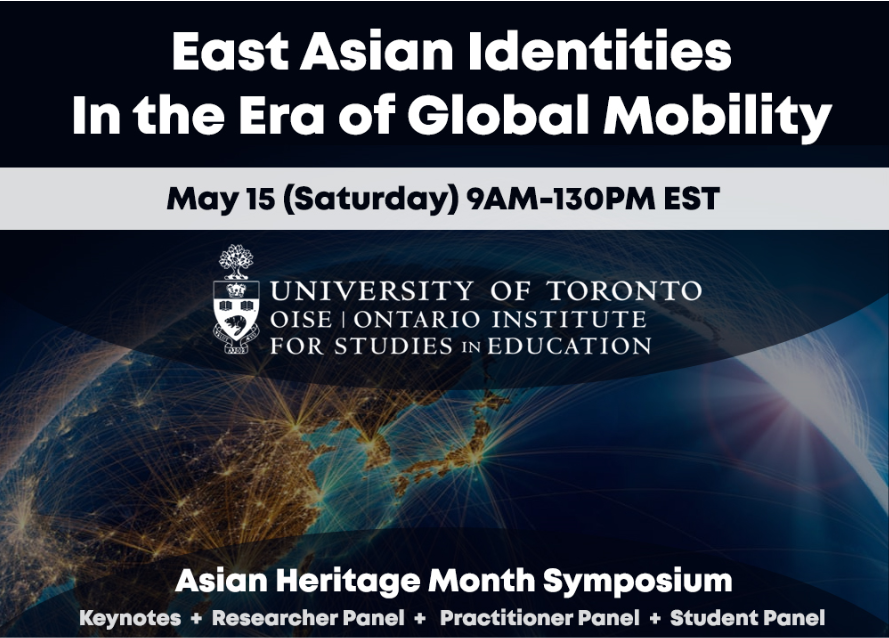 East Asian Identities
In the Era of Global Mobility
May 15 (Saturday) 9AM-130PM EST
UNIVERSITY OF TORONTO
OISE | ONTARIO INSTITUTE
FOR STUDIES IN EDUCATION
Asian Heritage Month Symposium
Keynotes + Researcher Panel + Practitioner Panel + Student Panel